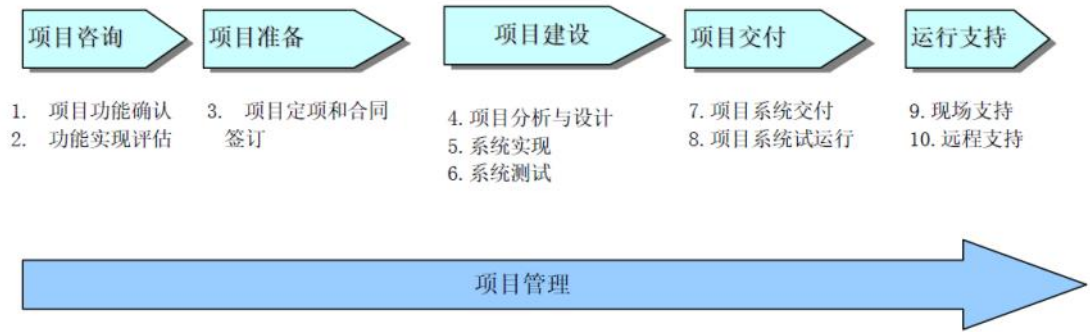 项目咨询
项目准备
项目建设
项目交付
运行支持
1. 项目功能确认
2. 功能实现评估
3. 项目定项和合同
签订
4.项目分析与设计
5.系统实现
6.系统测试
7.项目系统交付
8.项目系统试运行
9.现场支持
10.远程支持
项目管理